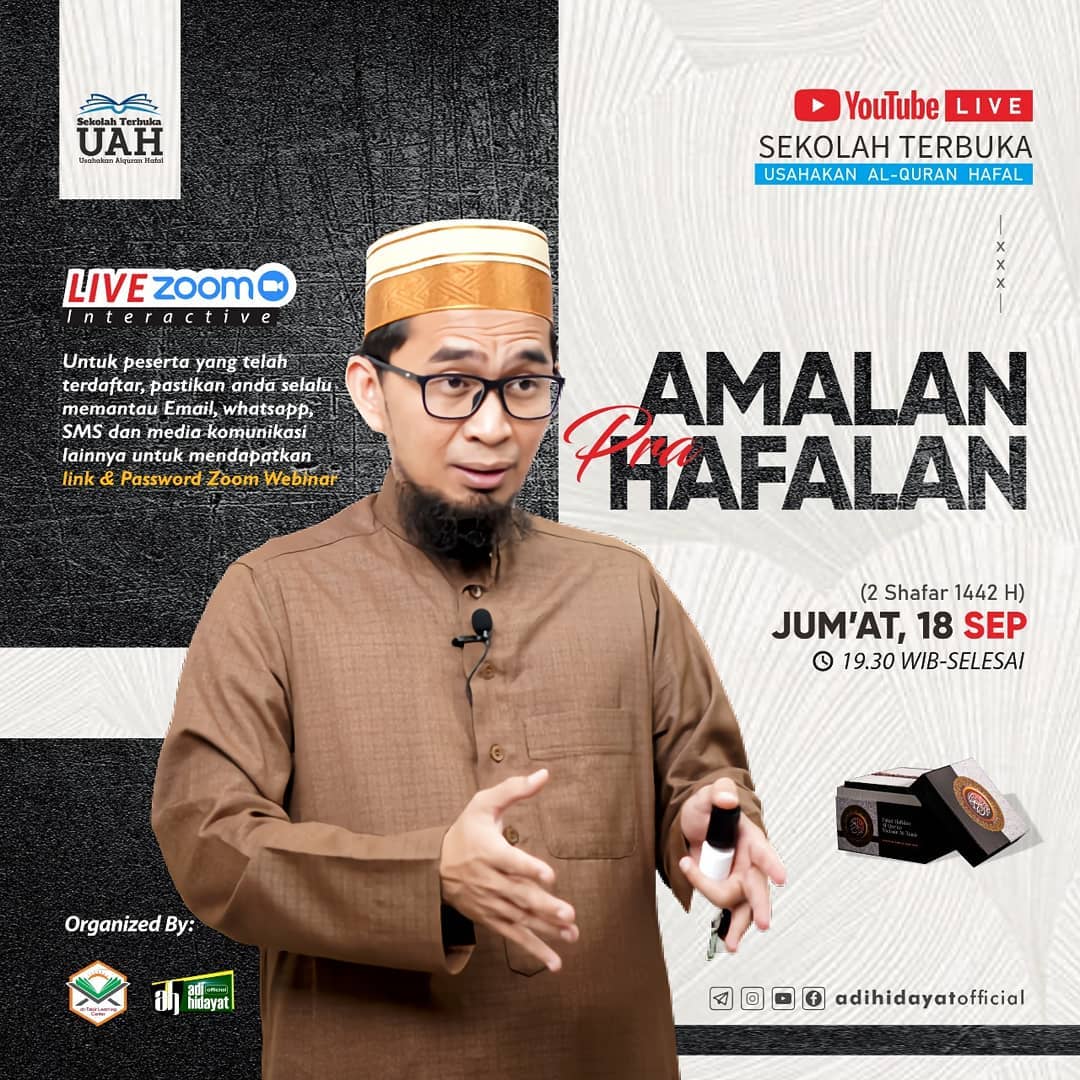 Sekolah Terbuka
UAH
Usahakan Alquran Hafal
YouTube LIVE
SEKOLAH TERBUKA
USAHAKAN AL-QURAN HAFAL
x
x
x
LIVE zoom
Interactive
Untuk peserta yang telah
terdaftar, pastikan anda selalu
memantau Email, whatsapp,
SMS dan media komunikasi
lainnya untuk mendapatkan
link & Password Zoom Webinar
AMALAN
Pra HAFALAN
(2 Shafar 1442 H)
JUM'AT, 18 SEP
19.30 WIB-SELESAI
Organized By:
ah adi official
hidayat
adihidayatofficial